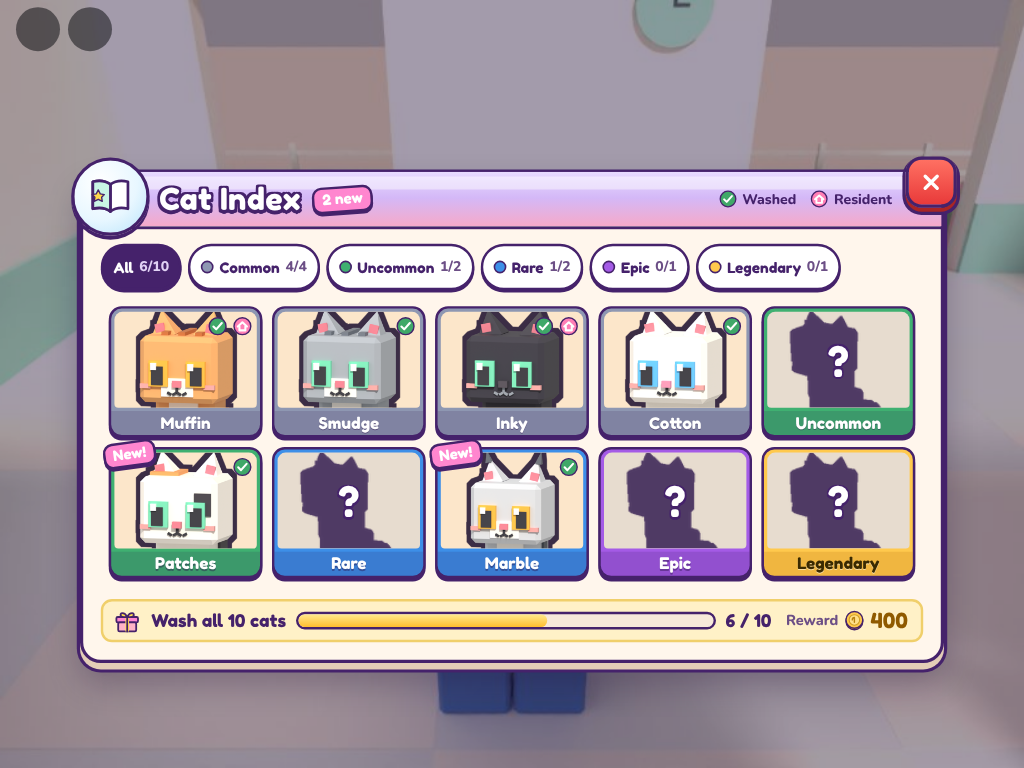 Cat Index
2 new
Washed
Resident
All 6/10
Common 4/4
Uncommon 1/2
Rare 1/2
Epic 0/1
Legendary 0/1
Muffin
Smudge
Inky
Cotton
?
Uncommon
New!
Patches
?
Rare
New!
Marble
?
Epic
?
Legendary
Wash all 10 cats
6 / 10
Reward
1
400